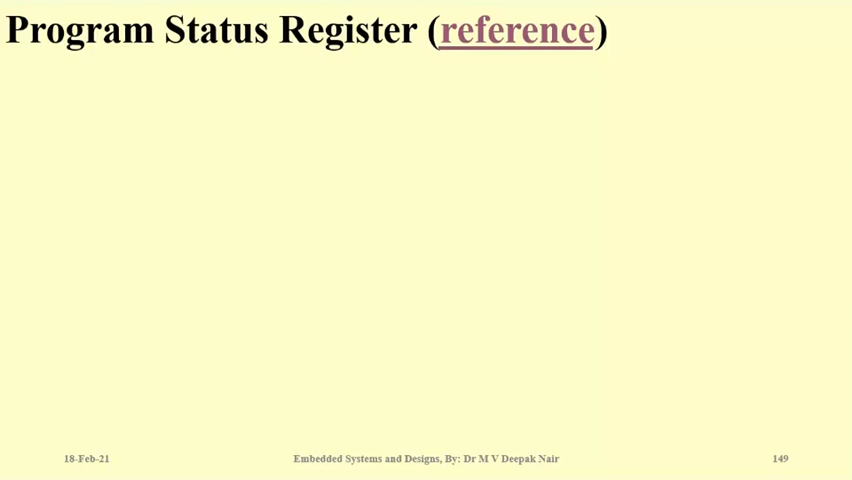 Program Status Register (reference)
18-Feb-21
Embedded Systems and Designs, By: Dr M V Deepak Nair
149